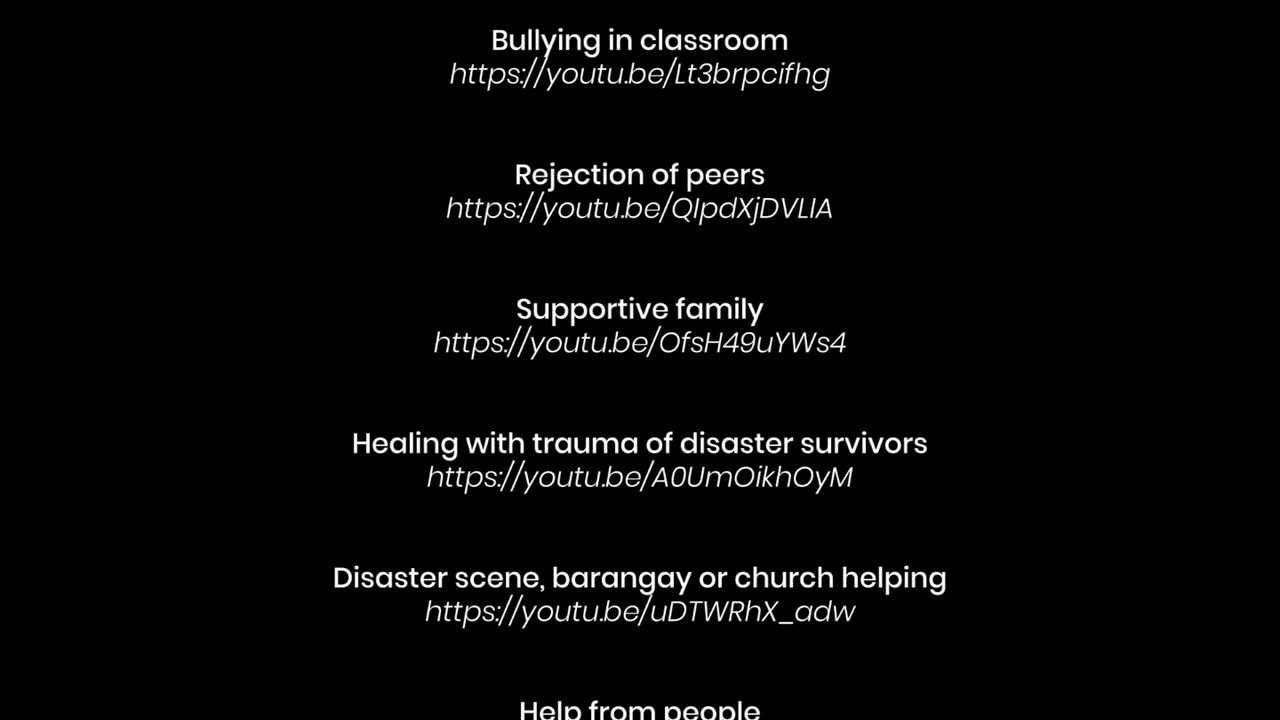 Bullying in classroom
https://youtu.be/Lt3brpcifhg
Rejection of peers
https://youtu.be/QIpdXjDVLIA
Supportive family
https://youtu.be/OfsH49uYWs4
Healing with trauma of disaster survivors
https://youtu.be/A0UmOikhOyM
Disaster scene, barangay or church helping
https://youtu.be/uDTWRhX_adw
Help from people